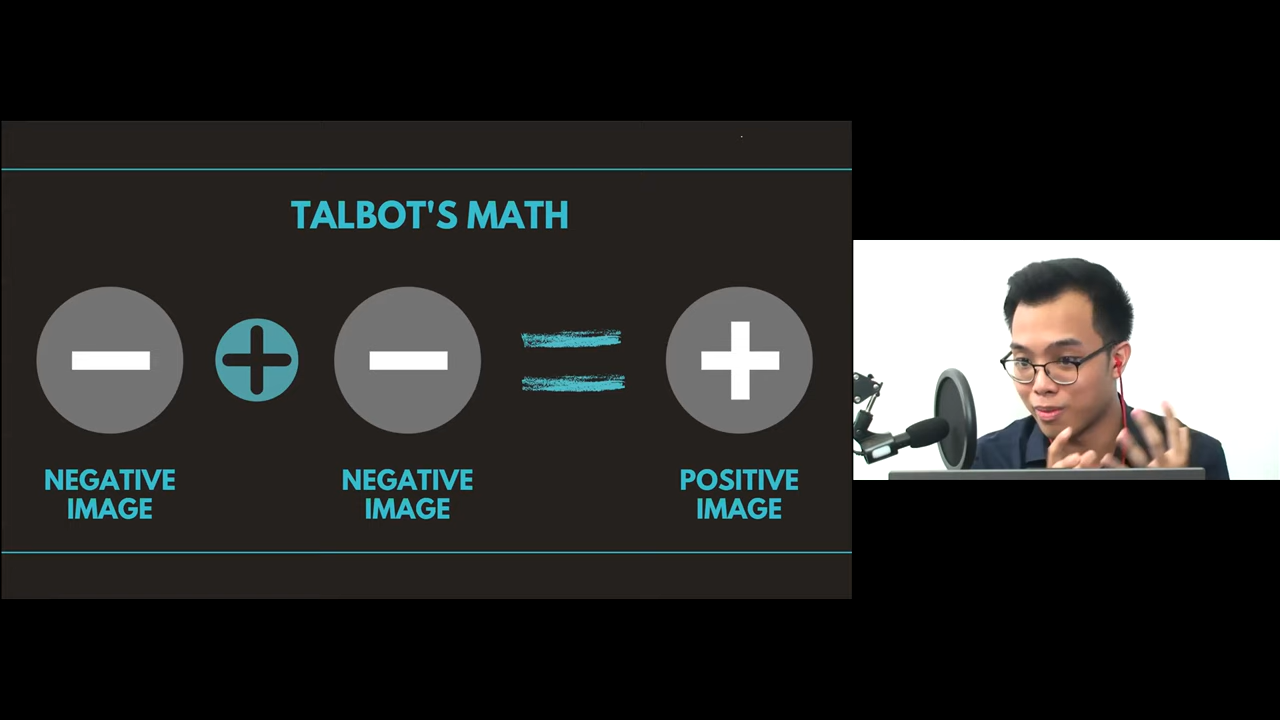 TALBOT'S MATH
NEGATIVE
IMAGE
NEGATIVE
IMAGE
POSITIVE
IMAGE